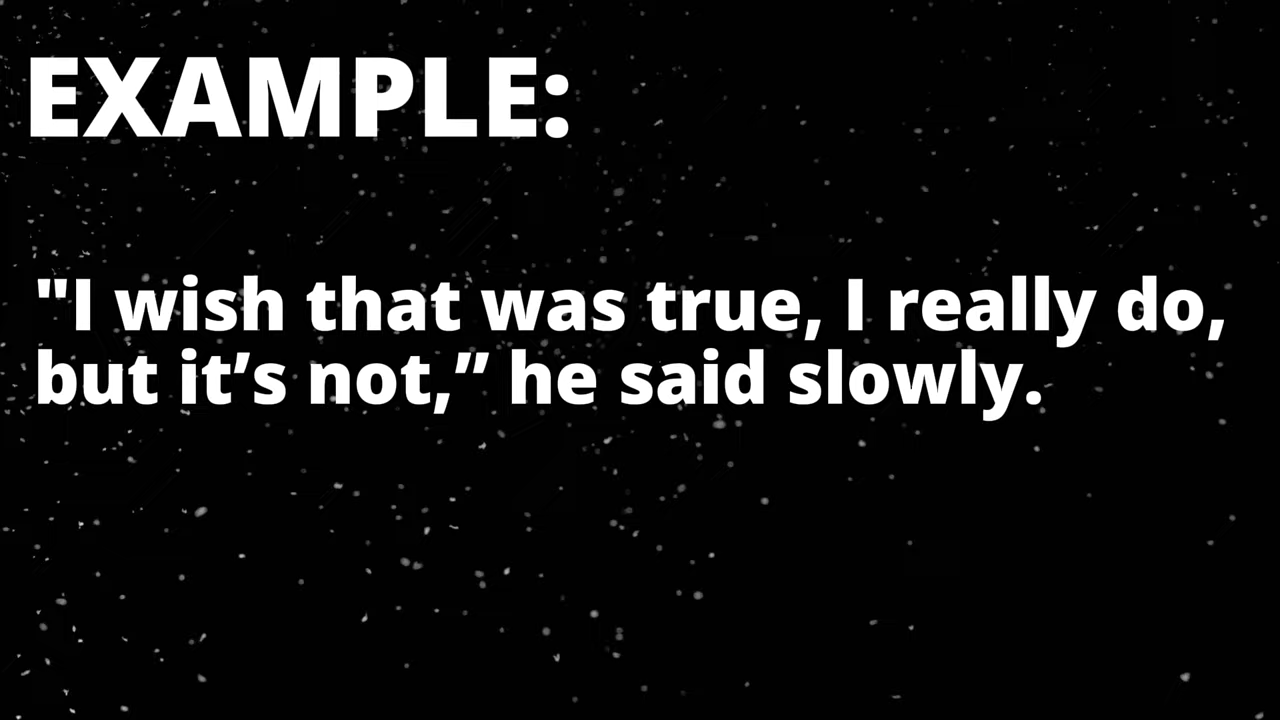 EXAMPLE:
"I wish that was true, I really do,
but it’s not,” he said slowly.